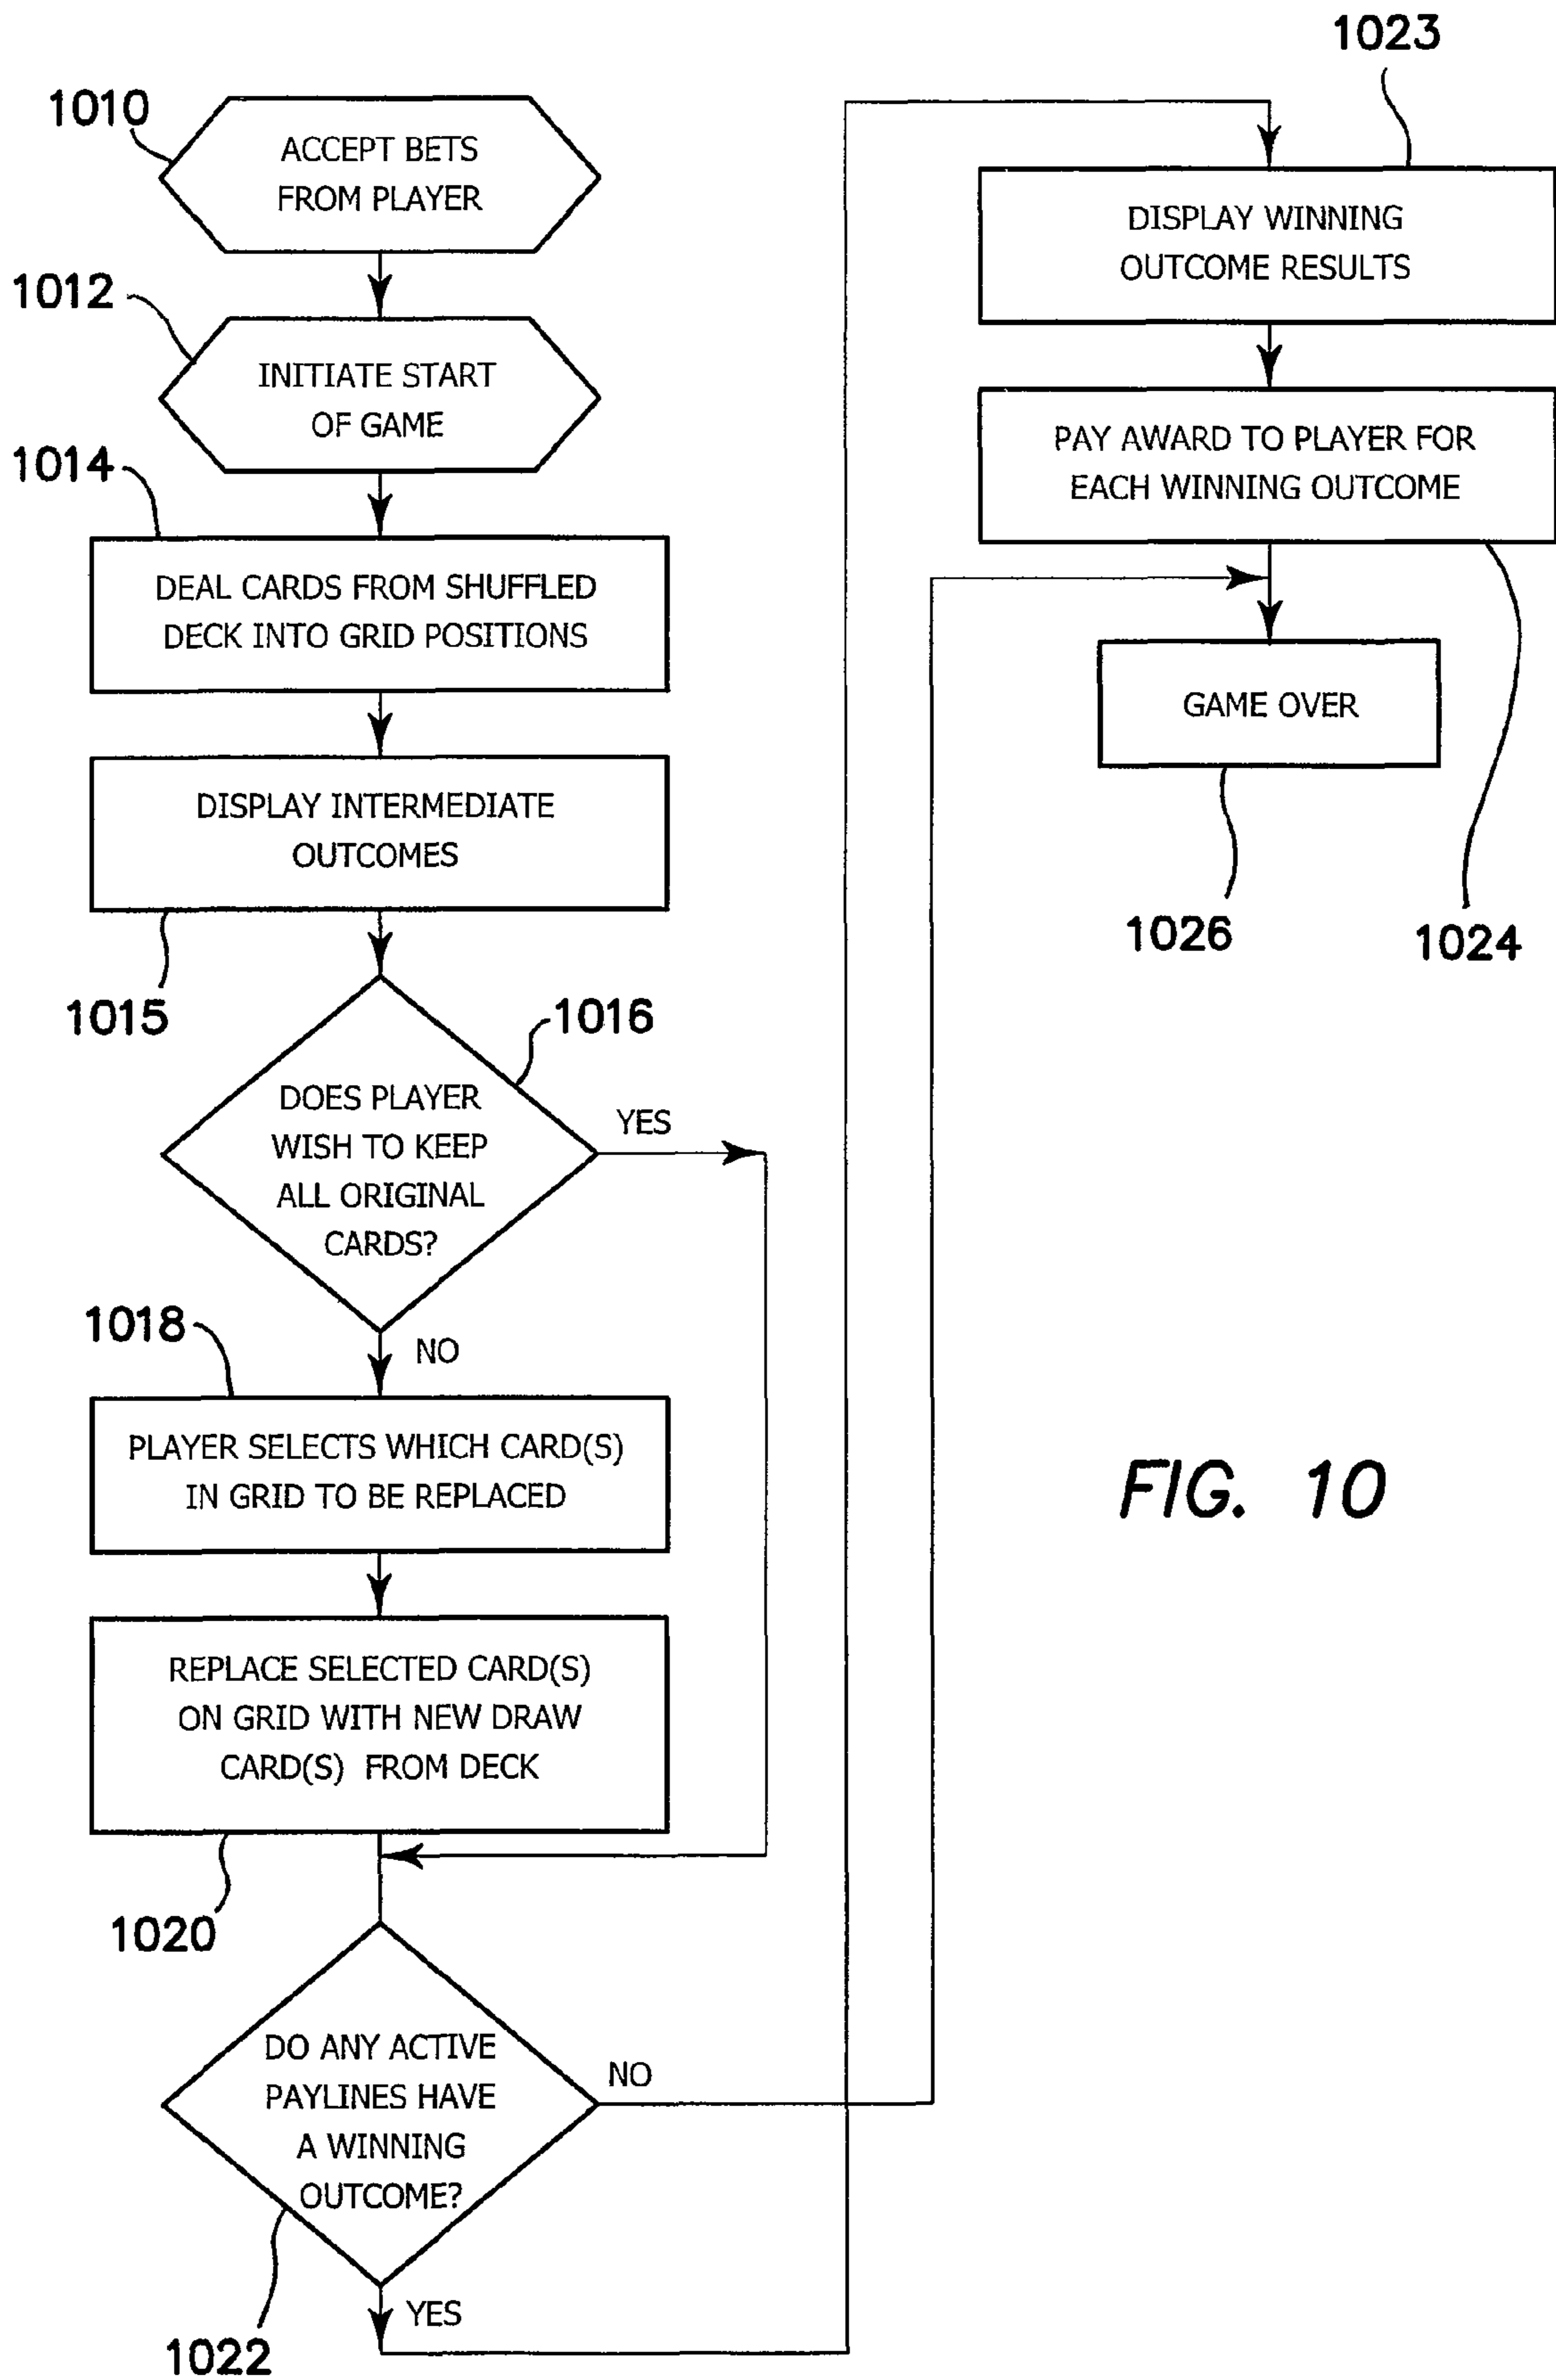 1010
ACCEPT BETS
FROM PLAYER
1012
INITIATE START
OF GAME
1014
DEAL CARDS FROM SHUFFLED
DECK INTO GRID POSITIONS
DISPLAY INTERMEDIATE
OUTCOMES
1015
1016
DOES PLAYER
WISH TO KEEP
ALL ORIGINAL
CARDS?
YES
NO
1018
PLAYER SELECTS WHICH CARD(S)
IN GRID TO BE REPLACED
REPLACE SELECTED CARD(S)
ON GRID WITH NEW DRAW
CARD(S) FROM DECK
1020
DO ANY ACTIVE
PAYLINES HAVE
A WINNING
OUTCOME?
NO
YES
1022
1023
DISPLAY WINNING
OUTCOME RESULTS
PAY AWARD TO PLAYER FOR
EACH WINNING OUTCOME
GAME OVER
1026
1024
FIG. 10